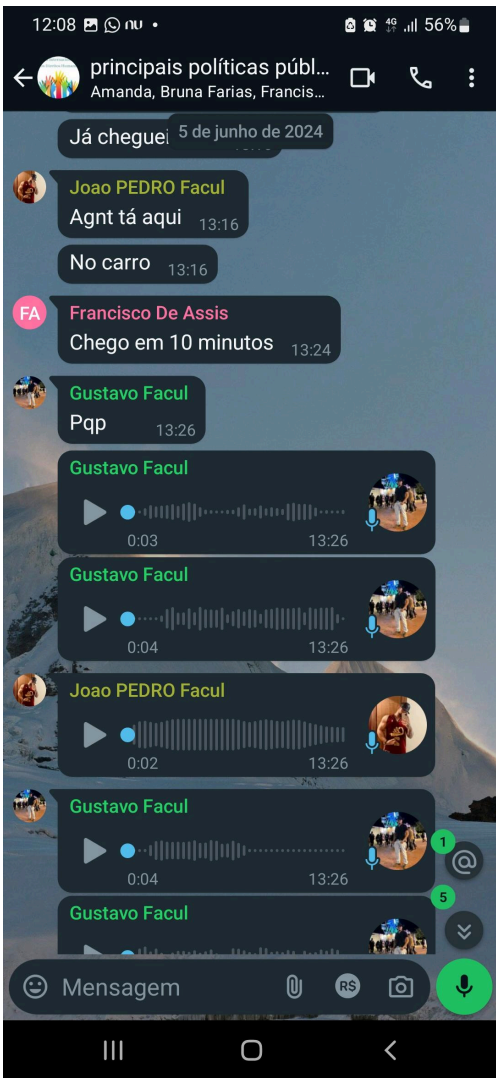 12:08
4G
56%
principais políticas públ...
Amanda, Bruna Farias, Francis...
Já cheguei
5 de junho de 2024
Joao PEDRO Facul
Agnt tá aqui 13:16
No carro 13:16
FA
Francisco De Assis
Chego em 10 minutos 13:24
Gustavo Facul
Pqp 13:26
Gustavo Facul
0:03 13:26
Gustavo Facul
0:04 13:26
Joao PEDRO Facul
0:02 13:26
Gustavo Facul
0:04 13:26
1
@
5
Gustavo Facul
Mensagem
R$